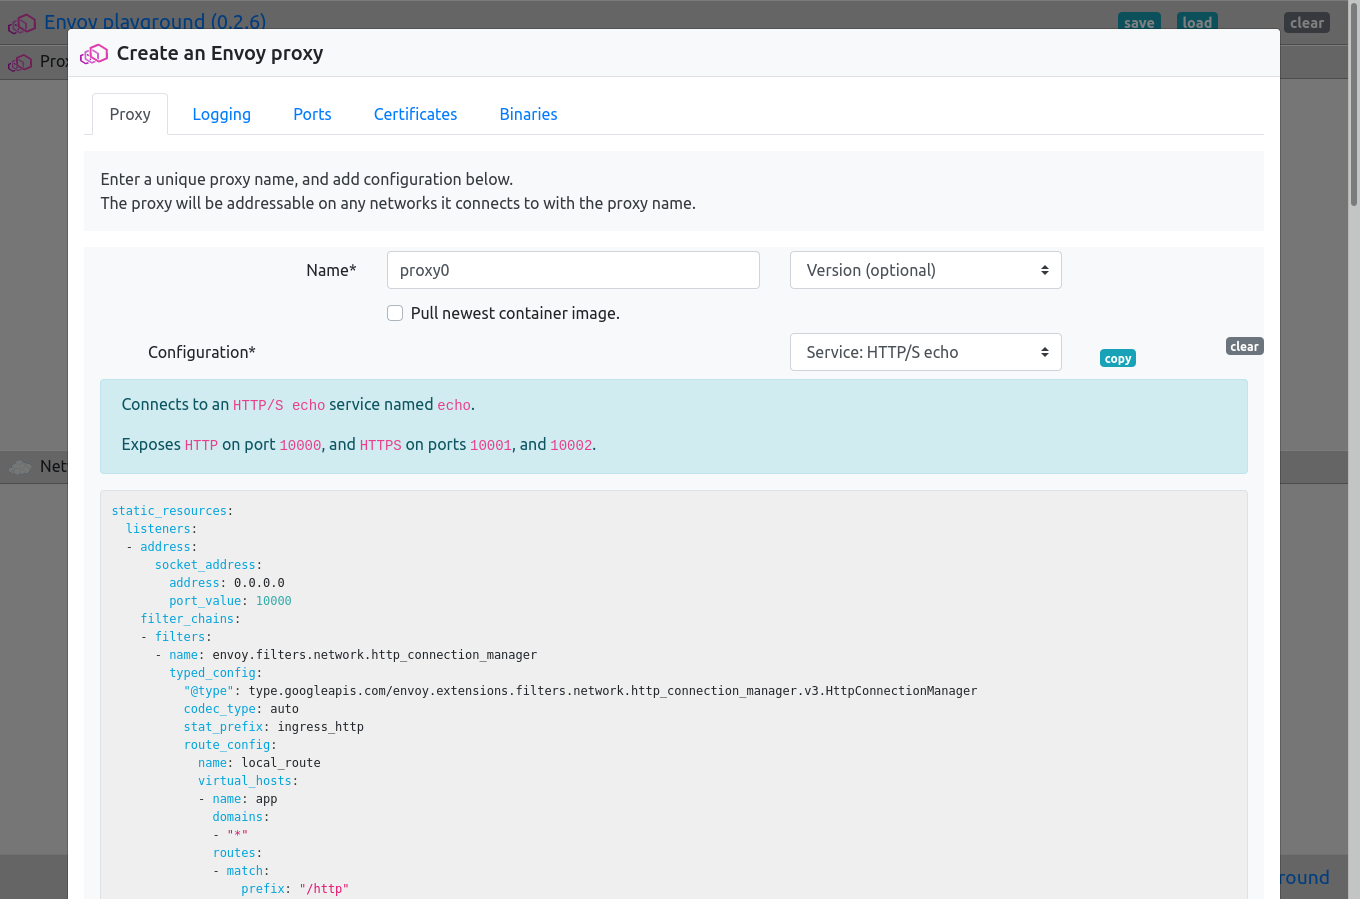 Envoy playground (0.2.6)
save
load
clear
Create an Envoy proxy
Proxy
Logging
Ports
Certificates
Binaries
Enter a unique proxy name, and add configuration below.
The proxy will be addressable on any networks it connects to with the proxy name.
Name*
proxy0
Version (optional)
Pull newest container image.
Configuration*
Service: HTTP/S echo
copy
clear
Connects to an HTTP/S echo service named echo.
Exposes HTTP on port 10000, and HTTPS on ports 10001, and 10002.
static_resources:
  listeners:
  - address:
      socket_address:
        address: 0.0.0.0
        port_value: 10000
    filter_chains:
    - filters:
      - name: envoy.filters.network.http_connection_manager
        typed_config:
          "@type": type.googleapis.com/envoy.extensions.filters.network.http_connection_manager.v3.HttpConnectionManager
          codec_type: auto
          stat_prefix: ingress_http
          route_config:
            name: local_route
            virtual_hosts:
            - name: app
              domains:
              - "*"
              routes:
              - match:
                  prefix: "/http"